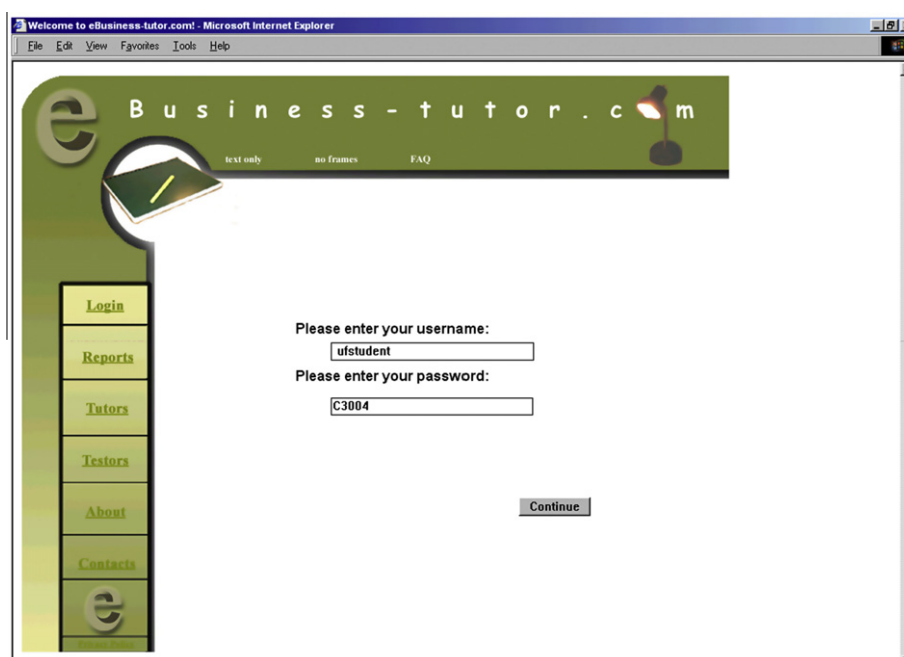 Welcome to eBusiness-tutor.com! - Microsoft Internet Explorer
File Edit View Favorites Tools Help
e Business-tutor.com
text only no frames FAQ
Login
Please enter your username:
ufstudent
Reports
Please enter your password:
C3004
Tutors
Testors
Continue
About
Contacts
e
Privacy Policy